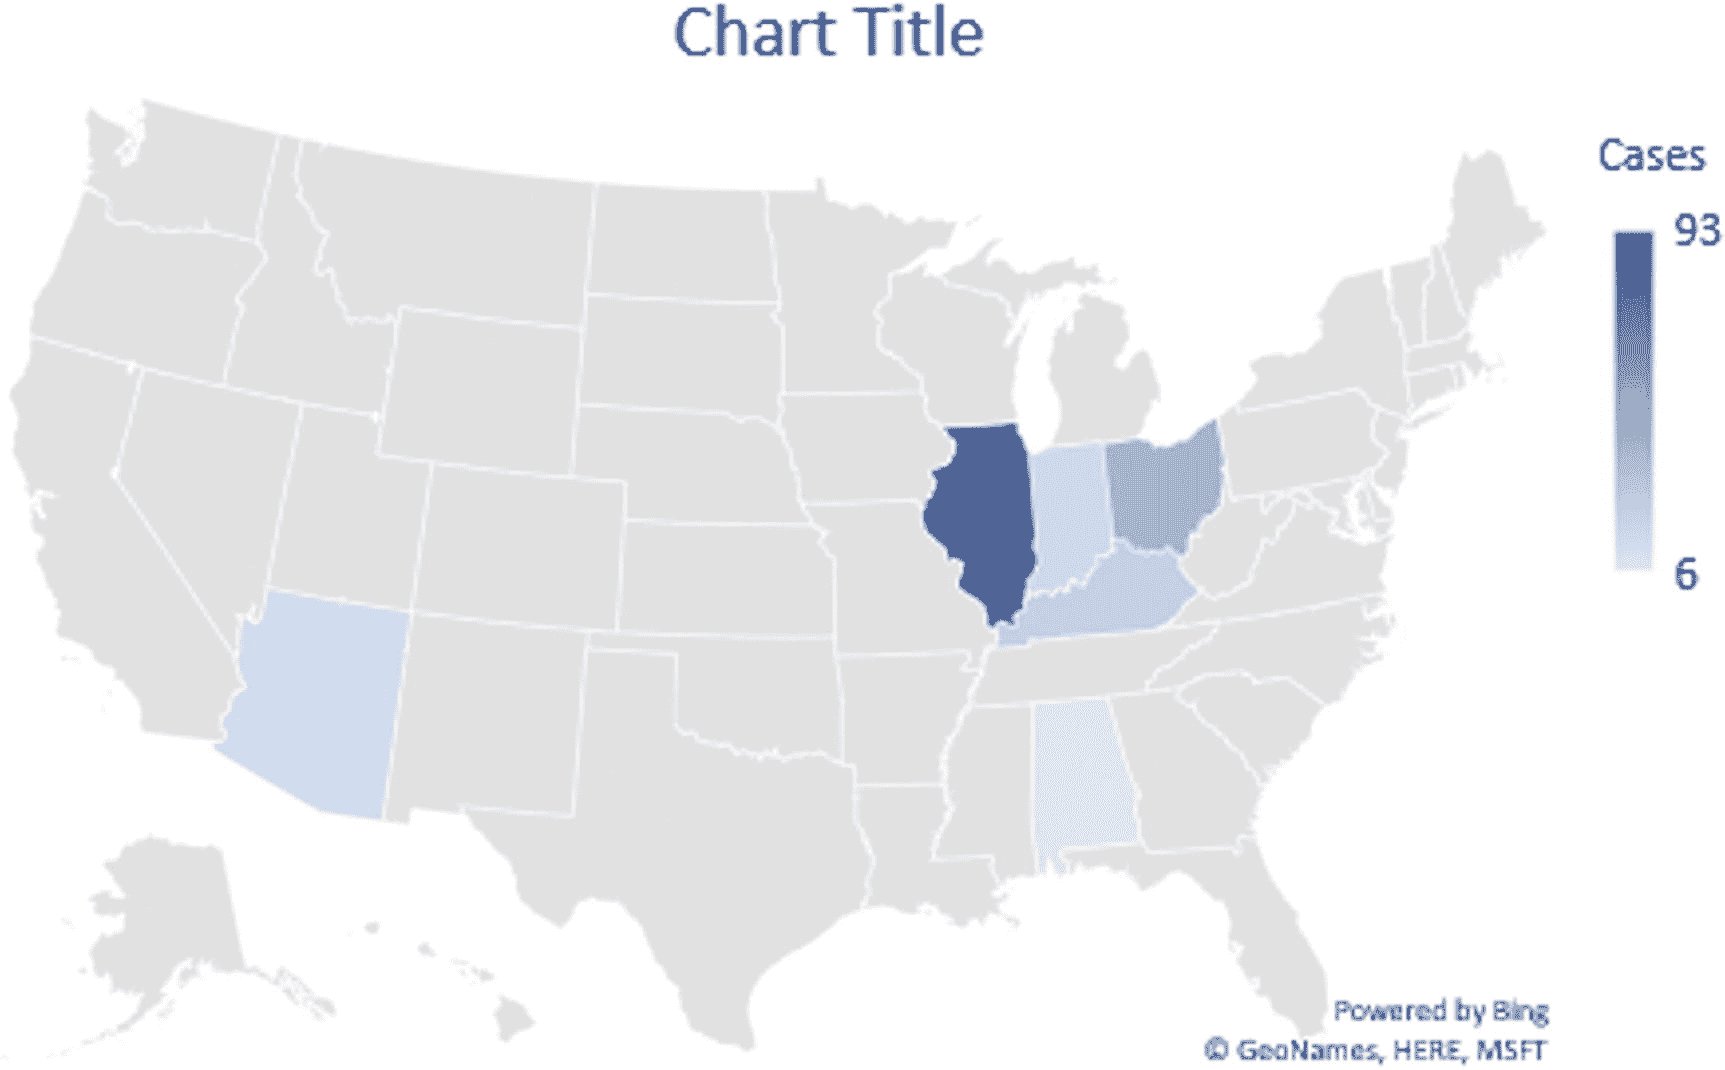 Chart Title
Cases
93
6
Powered by Bing
© GeoNames, HERE, MSFT